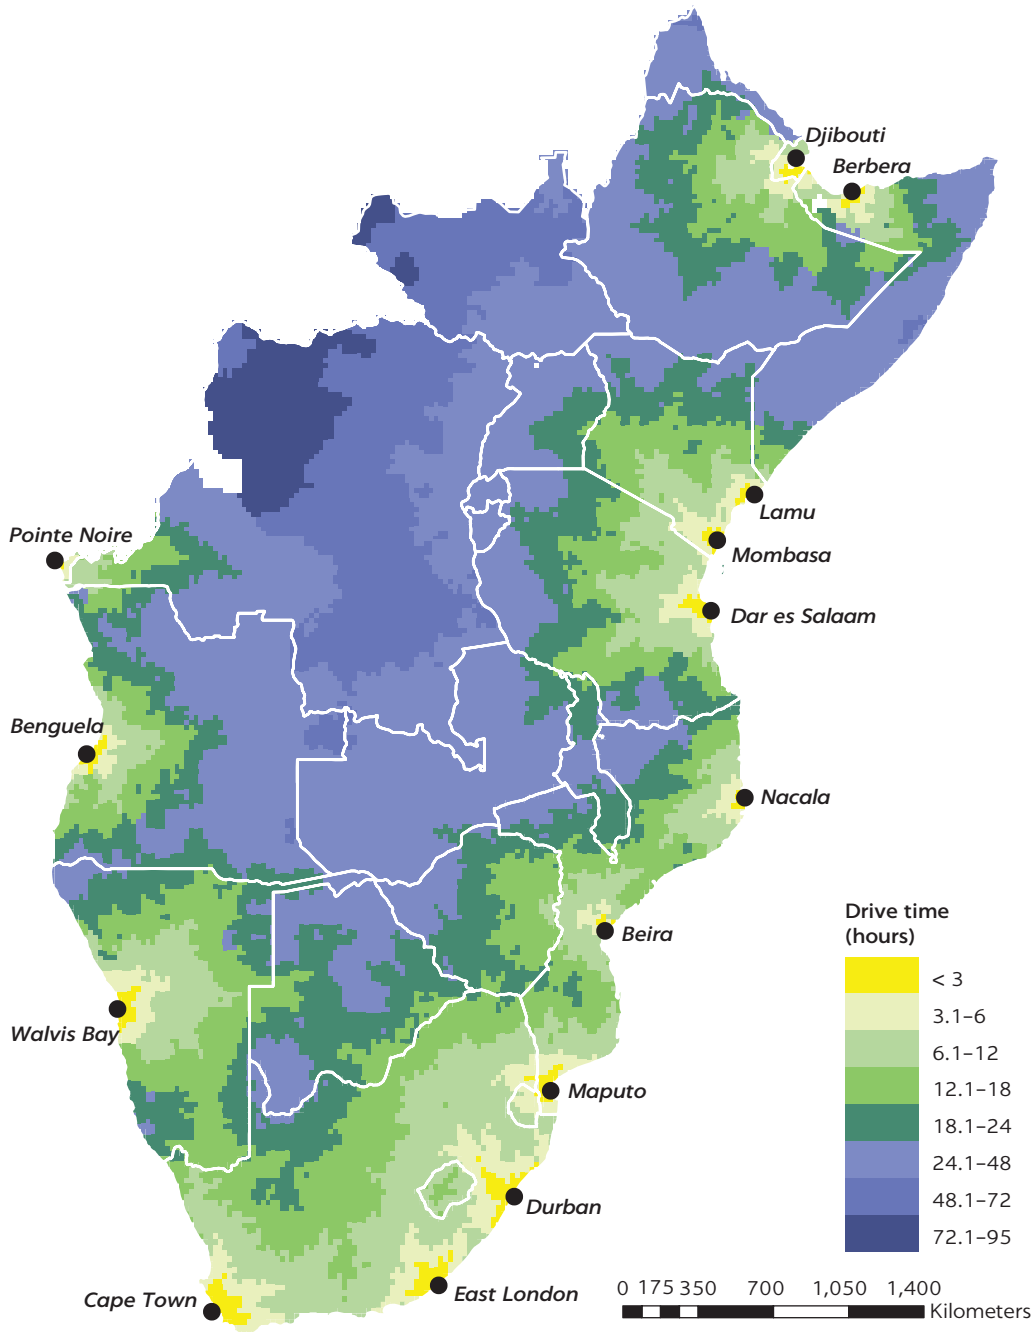 Djibouti
Berbera
Lamu
Pointe Noire
Mombasa
Dar es Salaam
Benguela
Nacala
Drive time
(hours)
Beira
< 3
Walvis Bay
3.1–6
6.1–12
Maputo
12.1–18
18.1–24
24.1–48
Durban
48.1–72
72.1–95
Cape Town
East London
0 175 350 700 1,050 1,400
Kilometers